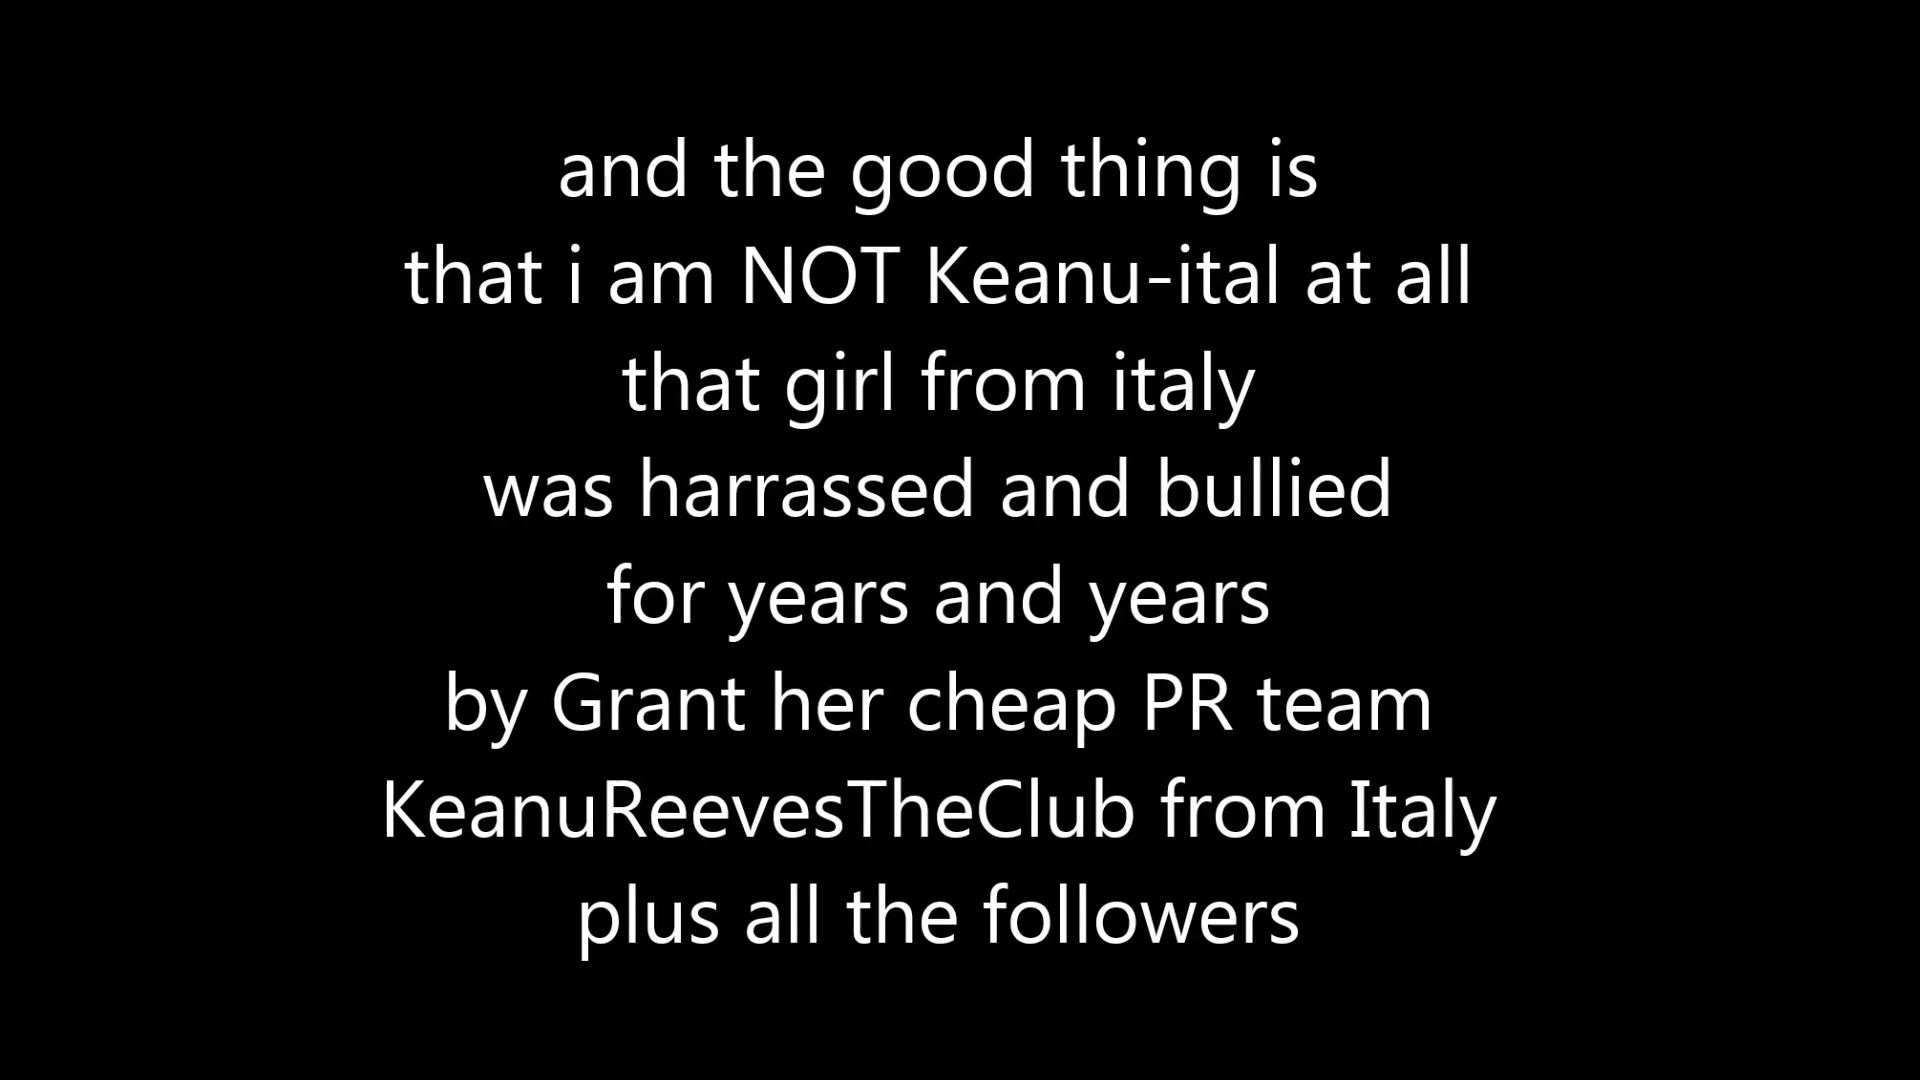 and the good thing is
that i am NOT Keanu-ital at all
that girl from italy
was harrassed and bullied
for years and years
by Grant her cheap PR team
KeanuReevesTheClub from Italy
plus all the followers